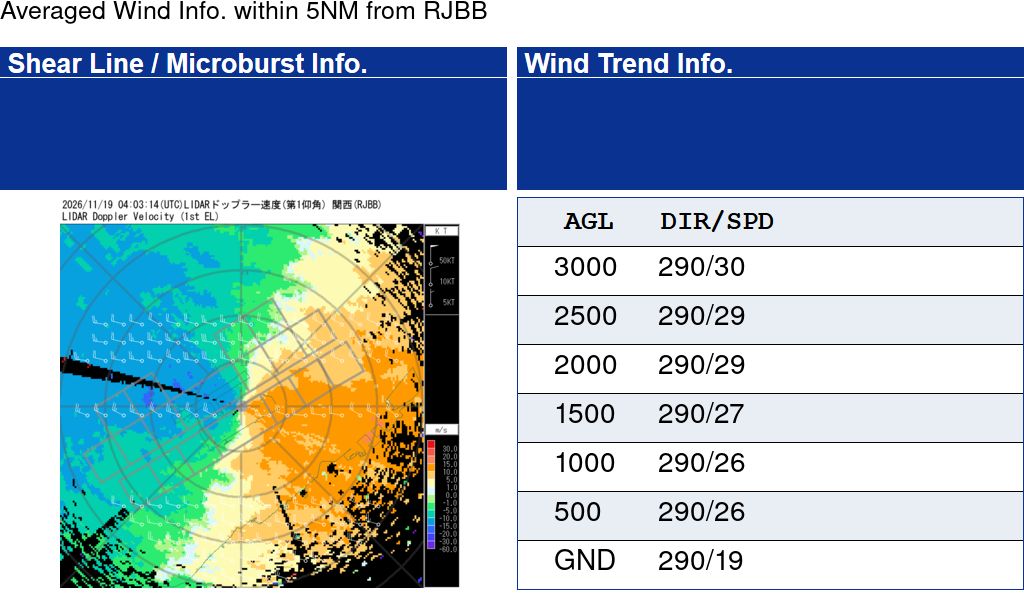 Averaged Wind Info. within 5NM from RJBB
Shear Line / Microburst Info.
Wind Trend Info.
2026/11/19 04:03:14(UTC)LIDARドップラー速度(第1仰角) 関西(RJBB)
LIDAR Doppler Velocity (1st EL)
KT
50KT
10KT
5KT
m/s
30.0
20.0
15.0
10.0
5.0
1.0
0.0
-1.0
-5.0
-10.0
-15.0
-20.0
-30.0
-60.0
AGL DIR/SPD
3000 290/30
2500 290/29
2000 290/29
1500 290/27
1000 290/26
500 290/26
GND 290/19